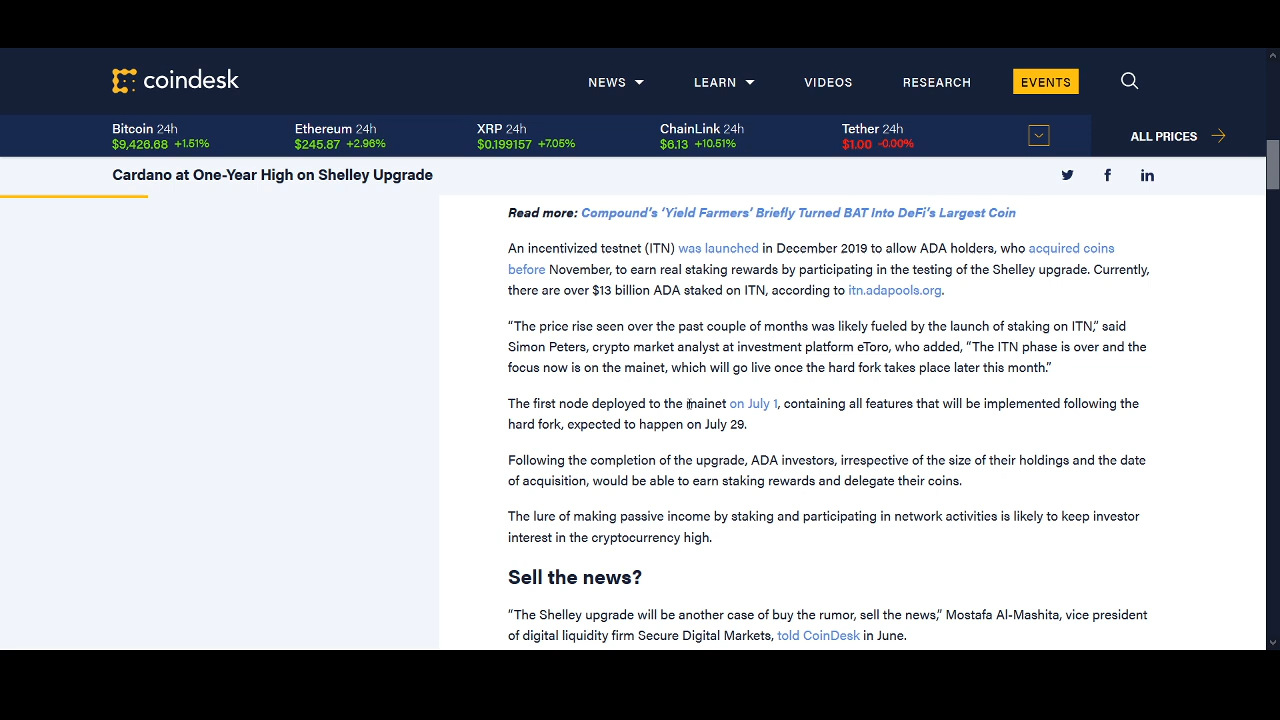 coindesk
NEWS LEARN VIDEOS RESEARCH EVENTS
Bitcoin 24h Ethereum 24h XRP 24h ChainLink 24h Tether 24h
$9,426.68 +1.51% $245.87 +2.96% $0.199157 +7.05% $6.13 +10.51% $1.00 -0.00%
ALL PRICES
Cardano at One-Year High on Shelley Upgrade
Read more: Compound's 'Yield Farmers' Briefly Turned BAT Into DeFi's Largest Coin
An incentivized testnet (ITN) was launched in December 2019 to allow ADA holders, who acquired coins
before November, to earn real staking rewards by participating in the testing of the Shelley upgrade. Currently,
there are over $13 billion ADA staked on ITN, according to itn.adapools.org.
“The price rise seen over the past couple of months was likely fueled by the launch of staking on ITN,” said
Simon Peters, crypto market analyst at investment platform eToro, who added, “The ITN phase is over and the
focus now is on the mainet, which will go live once the hard fork takes place later this month.”
The first node deployed to the mainet on July 1, containing all features that will be implemented following the
hard fork, expected to happen on July 29.
Following the completion of the upgrade, ADA investors, irrespective of the size of their holdings and the date
of acquisition, would be able to earn staking rewards and delegate their coins.
The lure of making passive income by staking and participating in network activities is likely to keep investor
interest in the cryptocurrency high.
Sell the news?
“The Shelley upgrade will be another case of buy the rumor, sell the news,” Mostafa Al-Mashita, vice president
of digital liquidity firm Secure Digital Markets, told CoinDesk in June.